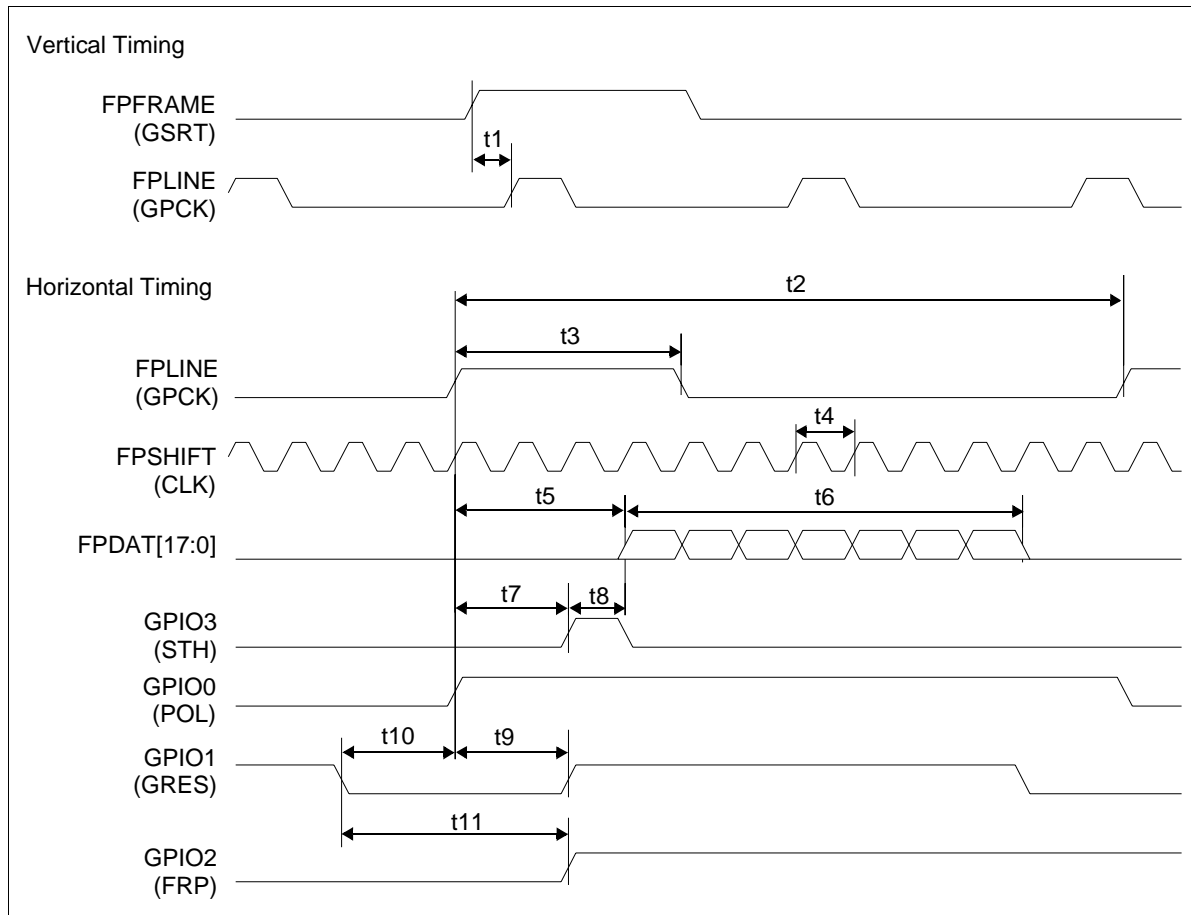 Vertical Timing
FPFRAME
(GSRT)
t1
FPLINE
(GPCK)
Horizontal Timing
t2
t3
FPLINE
(GPCK)
t4
FPSHIFT
(CLK)
t5
t6
FPDAT[17:0]
t7
t8
GPIO3
(STH)
GPIO0
(POL)
t10
t9
GPIO1
(GRES)
t11
GPIO2
(FRP)